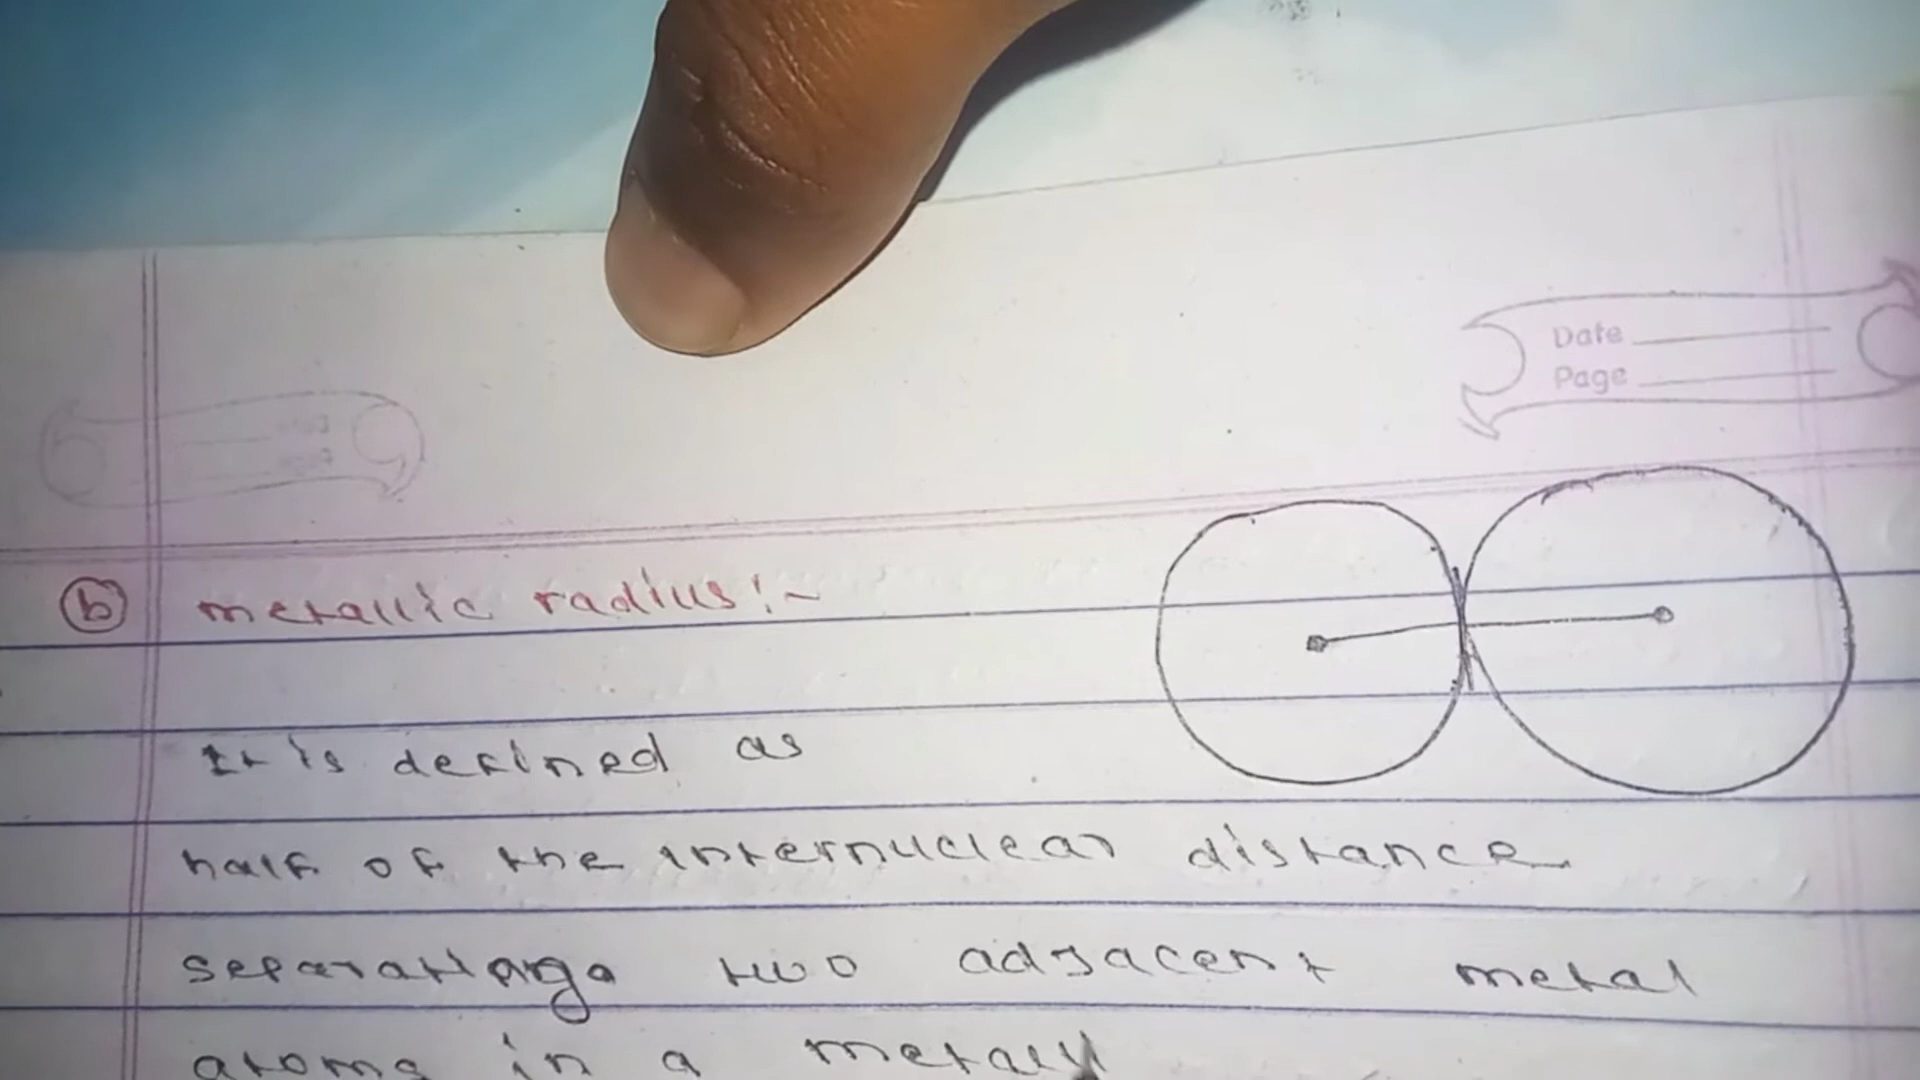 Date
Page
(b) metallic radius:-
It is defined as
half of the internuclear distance
separating two adjacent metal
atoms in a